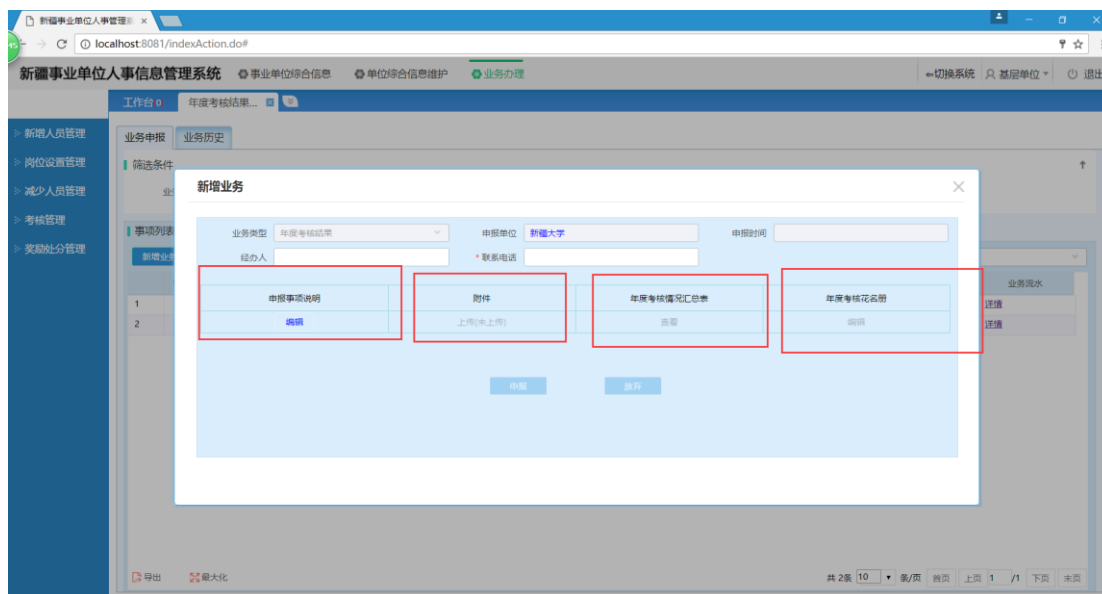 新疆事业单位人事管理
localhost:8081/indexAction.do#
新疆事业单位人事信息管理系统 事业单位综合信息 单位综合信息维护 业务办理 切换系统 基层单位 退出
工作台 0 年度考核结果...
新增人员管理
岗位设置管理
减少人员管理
考核管理
奖励处分管理
业务申报 业务历史
筛选条件
业
新增业务
事项列表
业务类型 年度考核结果 申报单位 新疆大学 申报时间
新增业务
经办人 * 联系电话
业务流水
申报事项说明 附件 年度考核情况汇总表 年度考核花名册
1 详情
编辑 上传(未上传) 查看 编辑
2 详情
申报 放弃
导出 最大化 共 2条 10 条/页 首页 上页 1 /1 下页 末页